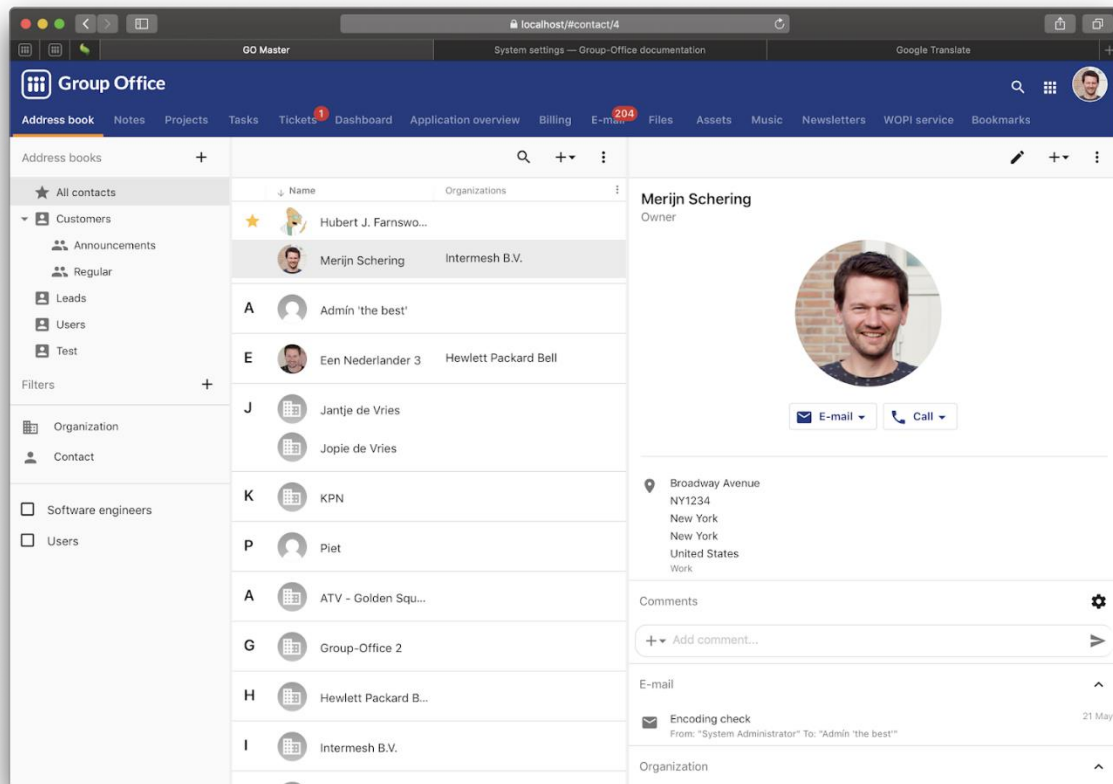 localhost/#contact/4
GO Master
System settings — Group-Office documentation
Google Translate
Group Office
Address book Notes Projects Tasks Tickets 1 Dashboard Application overview Billing E-mail 204 Files Assets Music Newsletters WOPI service Bookmarks
Address books
All contacts
Customers
Announcements
Regular
Leads
Users
Test
Filters
Organization
Contact
Software engineers
Users
Name Organizations
Hubert J. Farnswo...
Merijn Schering Intermesh B.V.
A Admín 'the best'
E Een Nederlander 3 Hewlett Packard Bell
J Jantje de Vries
Jopie de Vries
K KPN
P Piet
A ATV - Golden Squ...
G Group-Office 2
H Hewlett Packard B...
I Intermesh B.V.
Merijn Schering
Owner
E-mail Call
Broadway Avenue
NY1234
New York
New York
United States
Work
Comments
Add comment...
E-mail
Encoding check 21 May
From: "System Administrator" To: "Admín 'the best'"
Organization